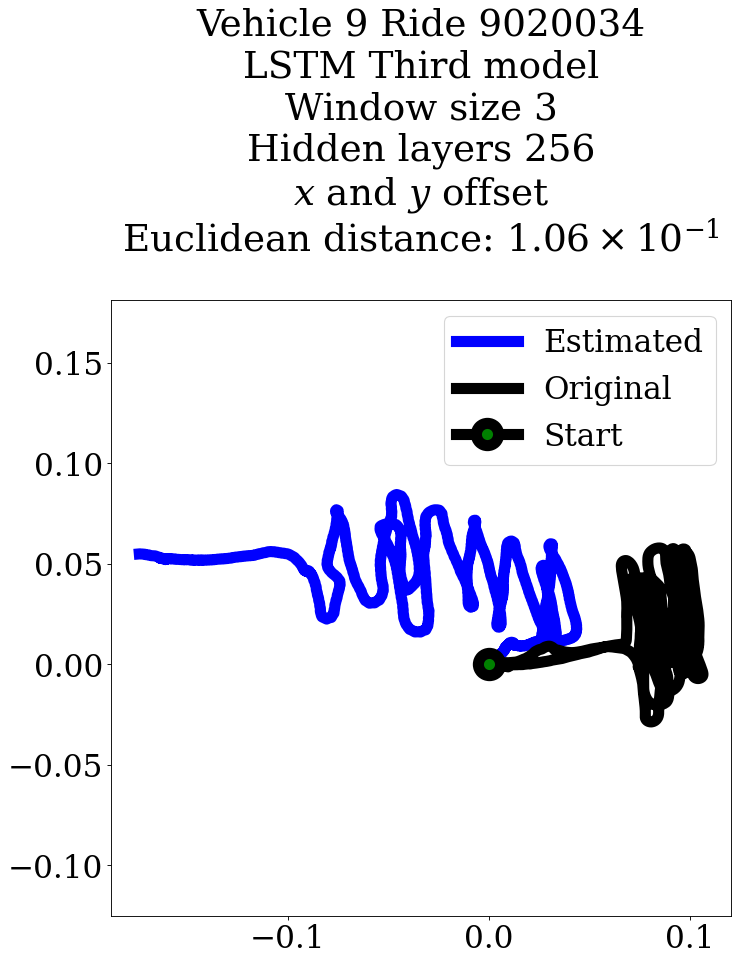 Vehicle 9 Ride 9020034
LSTM Third model
Window size 3
Hidden layers 256
x and y offset
Euclidean distance: 1.06 × 10⁻¹
Estimated
Original
Start
0.15
0.10
0.05
0.00
−0.05
−0.10
−0.1 0.0 0.1